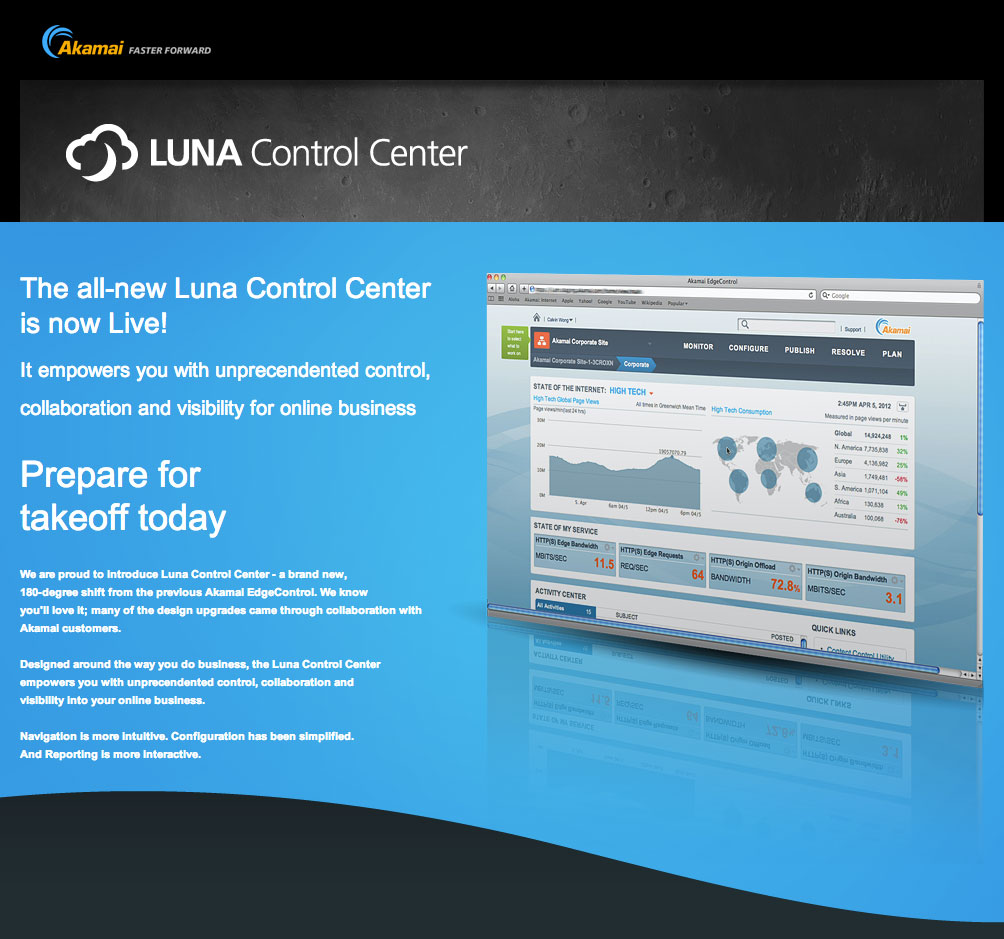 Akamai FASTER FORWARD
LUNA Control Center
The all-new Luna Control Center
is now Live!
It empowers you with unprecendented control,
collaboration and visibility for online business
Prepare for
takeoff today
We are proud to introduce Luna Control Center - a brand new,
180-degree shift from the previous Akamai EdgeControl. We know
you'll love it; many of the design upgrades came through collaboration with
Akamai customers.
Designed around the way you do business, the Luna Control Center
empowers you with unprecendented control, collaboration and
visibility into your online business.
Navigation is more intuitive. Configuration has been simplified.
And Reporting is more interactive.
Akamai EdgeControl
Google
Akamai Internet Apple Yahoo! Google YouTube Wikipedia Popular
Calvin Wong
Support
Akamai
Start here
to select
what to
work on
Akamai Corporate Site
MONITOR CONFIGURE PUBLISH RESOLVE PLAN
Akamai Corporate Site-1-3CROXN Corporate
STATE OF THE INTERNET: HIGH TECH
2:45PM APR 5, 2012
High Tech Global Page Views
All times in Greenwich Mean Time
High Tech Consumption
Measured in page views per minute
Page views/min(last 24 hrs)
30M
20M
10M
0M
19057070.79
5. Apr 6am 04/5 12pm 04/5 6pm 04/5
Global 14,924,248 1%
N. America 7,735,838 32%
Europe 4,136,982 25%
Asia 1,749,481 -56%
S. America 1,071,104 49%
Africa 130,838 13%
Australia 100,068 -76%
STATE OF MY SERVICE
HTTP(S) Edge Bandwidth
MBITS/SEC 11.5
HTTP(S) Edge Requests
REQ/SEC 64
HTTP(S) Origin Offload
BANDWIDTH 72.8%
HTTP(S) Origin Bandwidth
MBITS/SEC 3.1
ACTIVITY CENTER
All Activities 15
SUBJECT
POSTED
QUICK LINKS
Content Control Utility